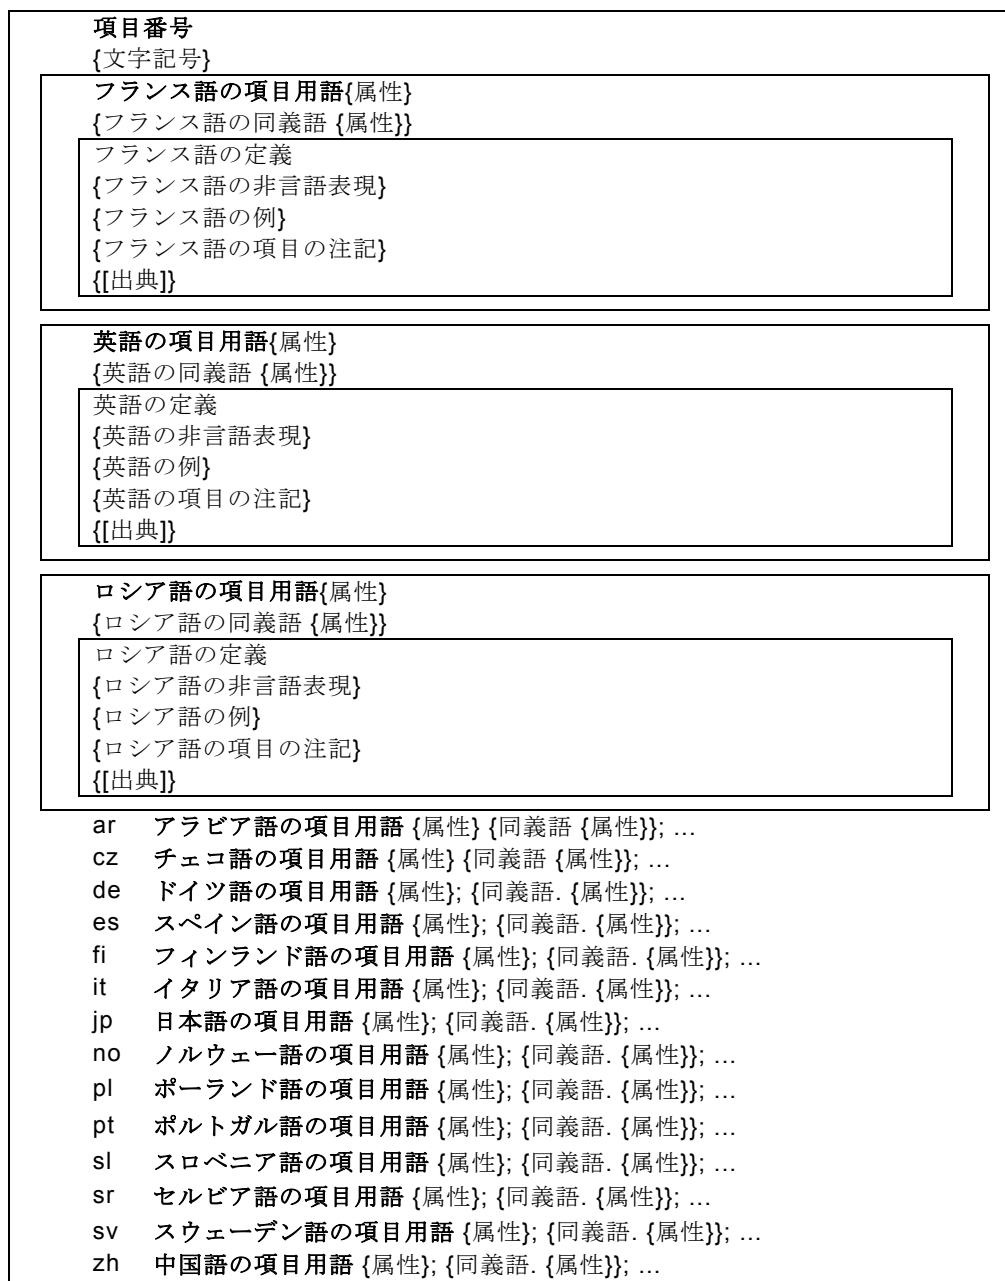 項目番号
{文字記号}
フランス語の項目用語{属性}
{フランス語の同義語 {属性}}
フランス語の定義
{フランス語の非言語表現}
{フランス語の例}
{フランス語の項目の注記}
{[出典]}
英語の項目用語{属性}
{英語の同義語 {属性}}
英語の定義
{英語の非言語表現}
{英語の例}
{英語の項目の注記}
{[出典]}
ロシア語の項目用語{属性}
{ロシア語の同義語 {属性}}
ロシア語の定義
{ロシア語の非言語表現}
{ロシア語の例}
{ロシア語の項目の注記}
{[出典]}
ar アラビア語の項目用語 {属性} {同義語 {属性}}; …
cz チェコ語の項目用語 {属性} {同義語 {属性}}; …
de ドイツ語の項目用語 {属性}; {同義語. {属性}}; …
es スペイン語の項目用語 {属性}; {同義語. {属性}}; …
fi フィンランド語の項目用語 {属性}; {同義語. {属性}}; …
it イタリア語の項目用語 {属性}; {同義語. {属性}}; …
jp 日本語の項目用語 {属性}; {同義語. {属性}}; …
no ノルウェー語の項目用語 {属性}; {同義語. {属性}}; …
pl ポーランド語の項目用語 {属性}; {同義語. {属性}}; …
pt ポルトガル語の項目用語 {属性}; {同義語. {属性}}; …
sl スロベニア語の項目用語 {属性}; {同義語. {属性}}; …
sr セルビア語の項目用語 {属性}; {同義語. {属性}}; …
sv スウェーデン語の項目用語 {属性}; {同義語. {属性}}; …
zh 中国語の項目用語 {属性}; {同義語. {属性}}; …